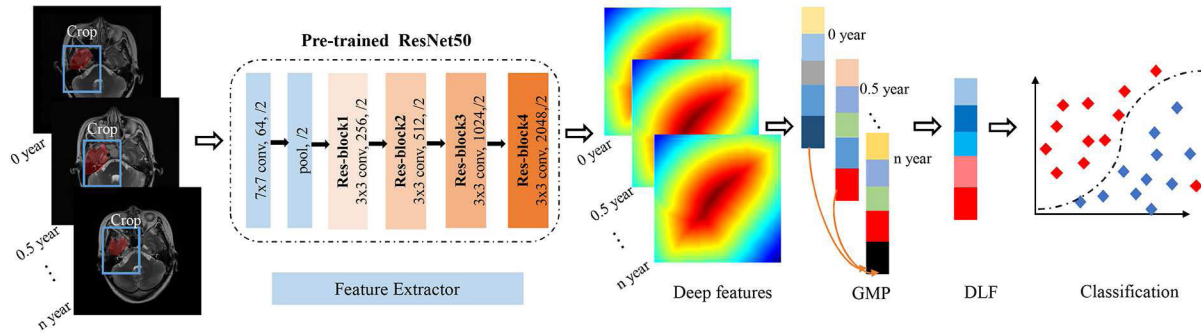 Crop
0 year
Crop
0.5 year
Crop
n year
Pre-trained ResNet50
7x7 conv, 64, /2
pool, /2
Res-block1
3x3 conv, 256, /2
Res-block2
3x3 conv, 512, /2
Res-block3
3x3 conv, 1024,/2
Res-block4
3x3 conv, 2048,/2
Feature Extractor
0 year
0.5 year
n year
Deep features
0 year
0.5 year
n year
GMP
DLF
Classification